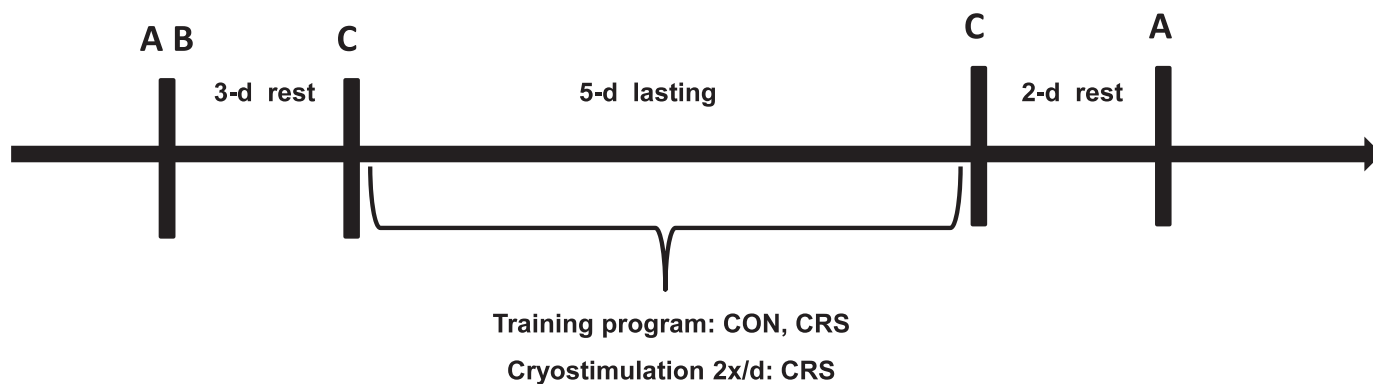 A B
C
C
A
3-d rest
5-d lasting
2-d rest
Training program: CON, CRS
Cryostimulation 2x/d: CRS